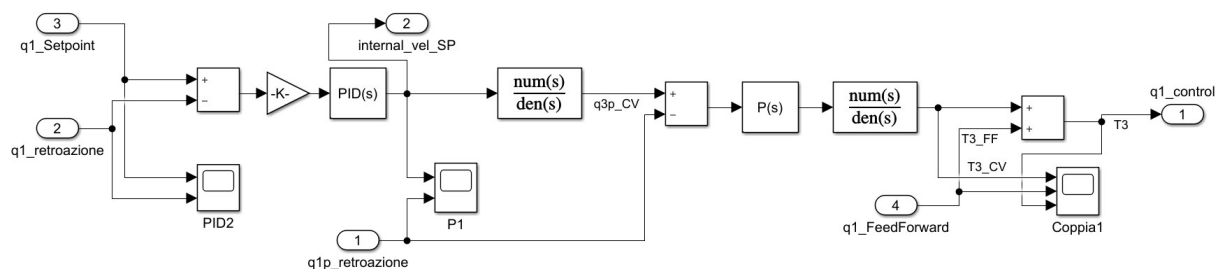 3
q1_Setpoint
2
q1_retroazione
+
−
PID2
-K-
PID(s)
2
internal_vel_SP
P1
1
q1p_retroazione
num(s)
den(s)
q3p_CV
+
−
P(s)
num(s)
den(s)
T3_FF
T3_CV
+
+
4
q1_FeedForward
Coppia1
T3
q1_control
1